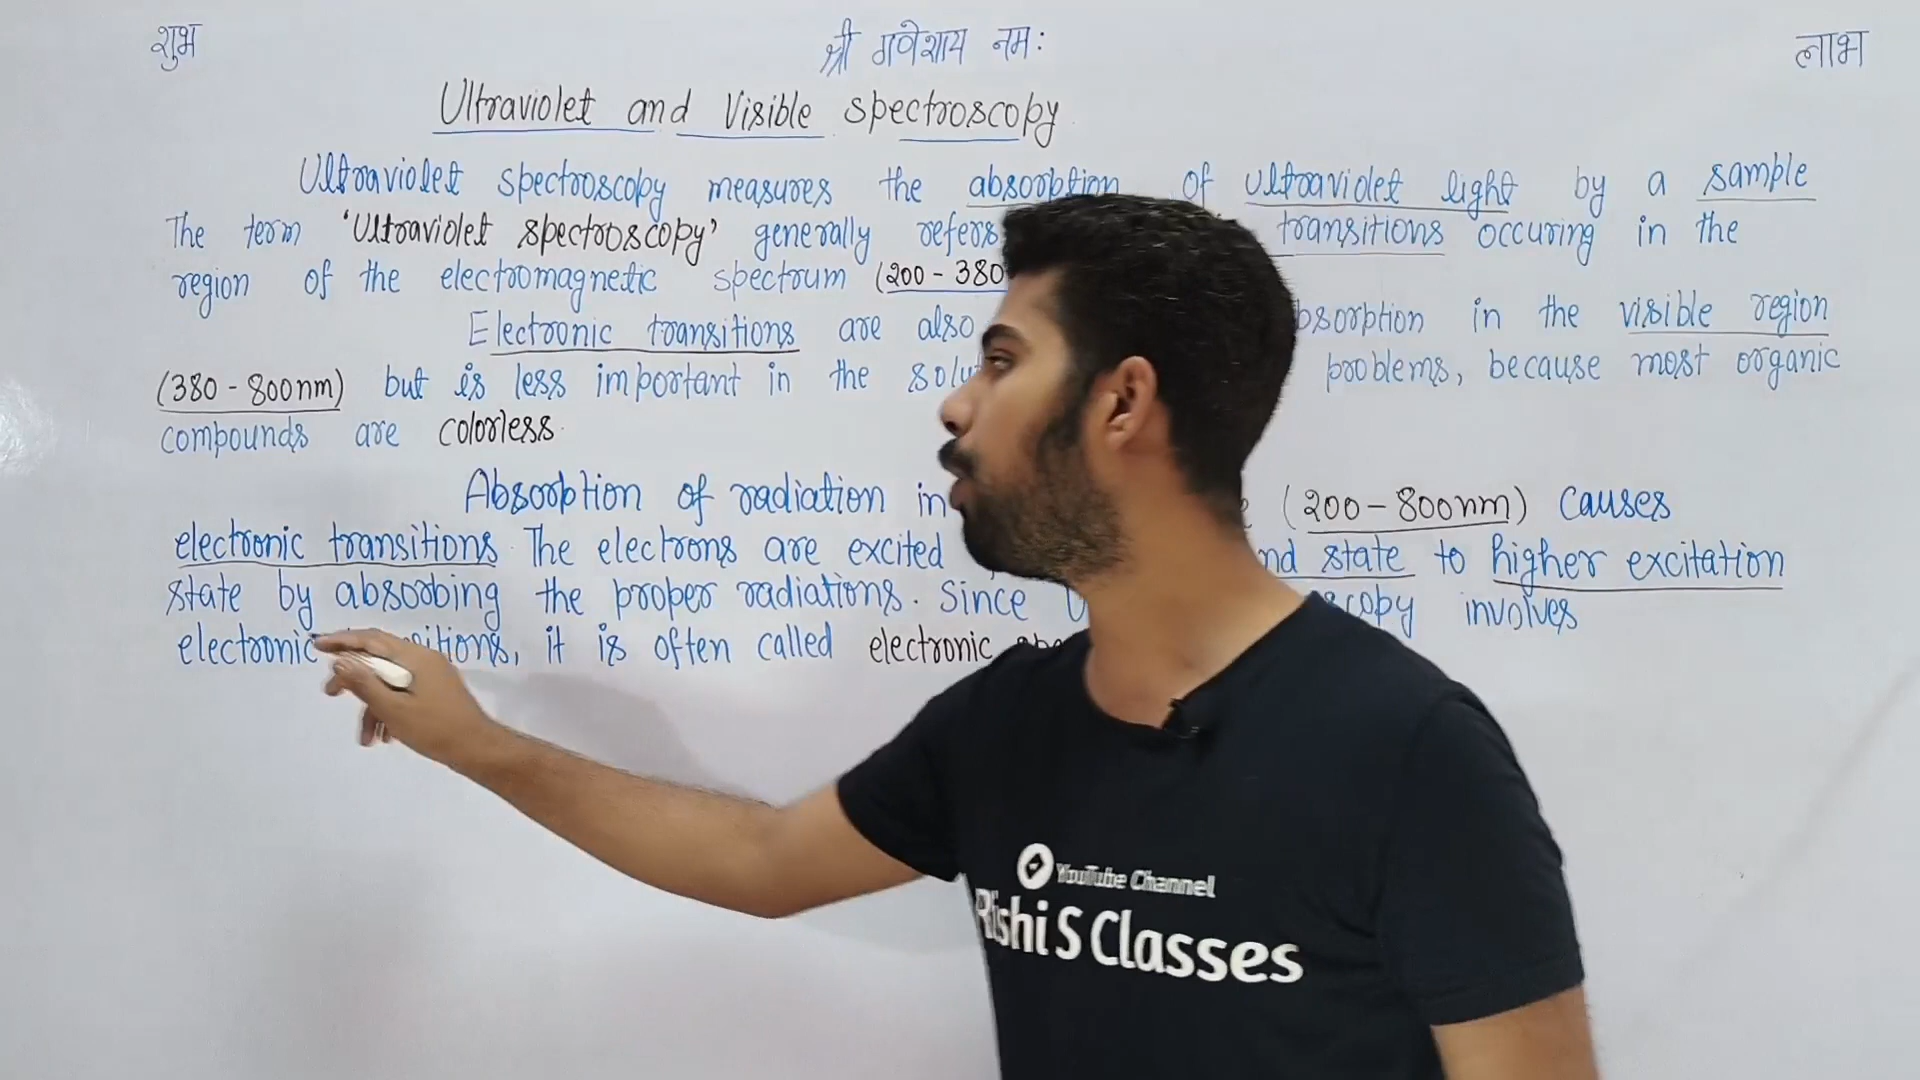 शुभ श्री गणेशाय नमः लाभ
Ultraviolet and Visible spectroscopy
Ultraviolet spectroscopy measures the absorption of ultraviolet light by a sample
The term 'Ultraviolet spectroscopy' generally refers transitions occuring in the
region of the electromagnetic spectrum (200 - 380
Electronic transitions are also bsorption in the visible region
(380 - 800nm) but is less important in the problems, because most organic
compounds are colorless.
Absorption of radiation in (200 - 800nm) causes
electronic transitions. The electrons are excited state to higher excitation
state by absorbing the proper radiations. Since involves
electronic it is often called electronic
YouTube Channel
Rishi S Classes